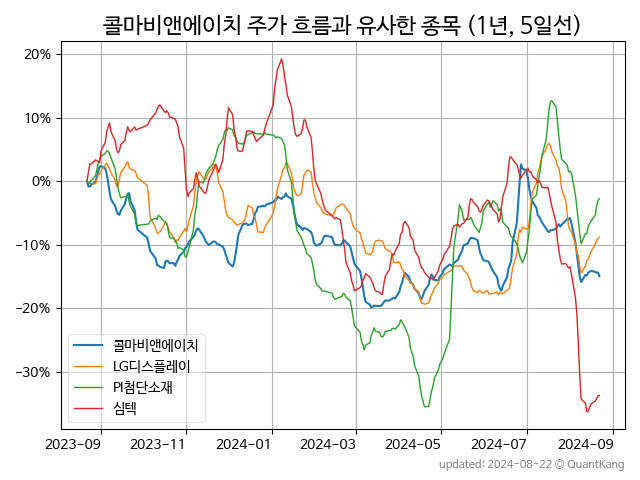 콜마비앤에이치 주가 흐름과 유사한 종목 (1년, 5일선)
20%
10%
0%
−10%
−20%
−30%
콜마비앤에이치
LG디스플레이
PI첨단소재
심텍
2023-09 2023-11 2024-01 2024-03 2024-05 2024-07 2024-09
updated: 2024-08-22 © QuantKang